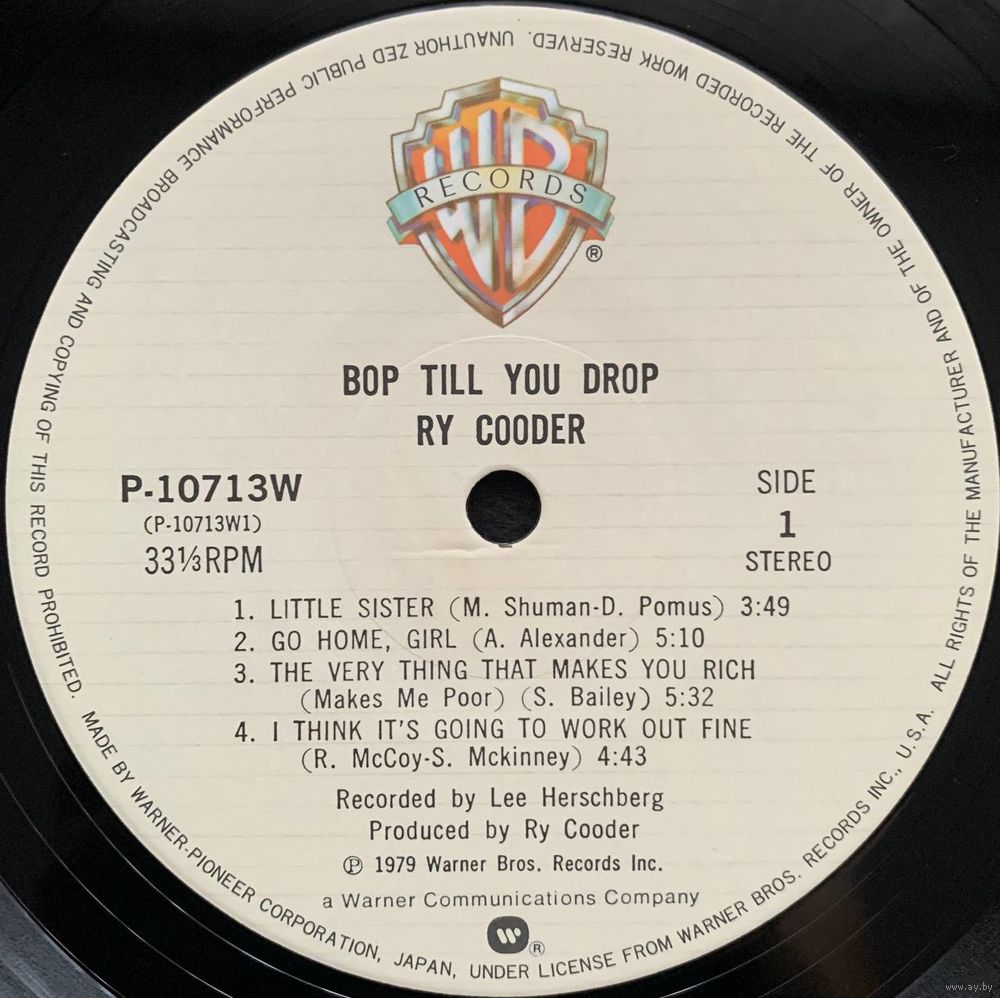 WB
RECORDS
®
BOP TILL YOU DROP
RY COODER
P-10713W
(P-10713W1)
33⅓RPM
SIDE
1
STEREO
1. LITTLE SISTER (M. Shuman-D. Pomus) 3:49
2. GO HOME, GIRL (A. Alexander) 5:10
3. THE VERY THING THAT MAKES YOU RICH
(Makes Me Poor) (S. Bailey) 5:32
4. I THINK IT'S GOING TO WORK OUT FINE
(R. McCoy-S. Mckinney) 4:43
Recorded by Lee Herschberg
Produced by Ry Cooder
℗ 1979 Warner Bros. Records Inc.
a Warner Communications Company
W®
MADE BY WARNER-PIONEER CORPORATION, JAPAN, UNDER LICENSE FROM WARNER BROS. RECORDS INC., U.S.A. ALL RIGHTS OF THE MANUFACTURER AND OF THE OWNER OF THE RECORDED WORK RESERVED. UNAUTHOR ZED PUBLIC PERFORMANCE BROADCASTING AND COPYING OF THIS RECORD PROHIBITED.
www.ay.by